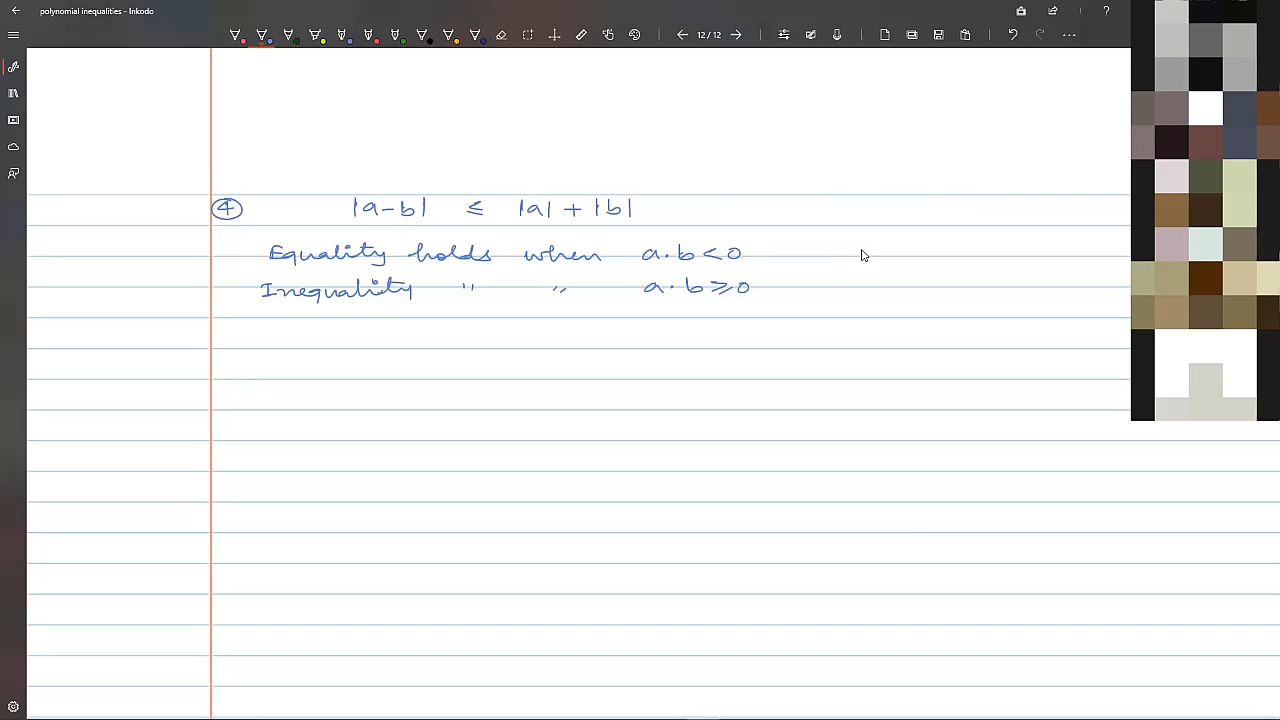 polynomial inequalities - Inkodo
12/12
④ |a-b| ≤ |a| + |b|
Equality holds when a.b<0
Inequality " " a.b≥0